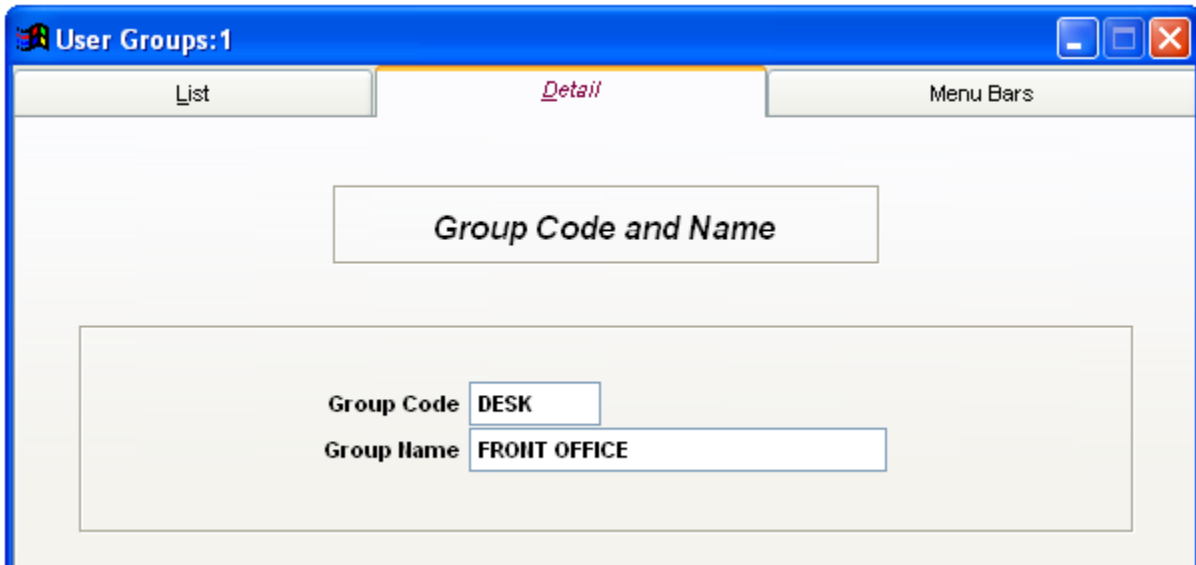 User Groups:1
List Detail Menu Bars
Group Code and Name
Group Code DESK
Group Name FRONT OFFICE